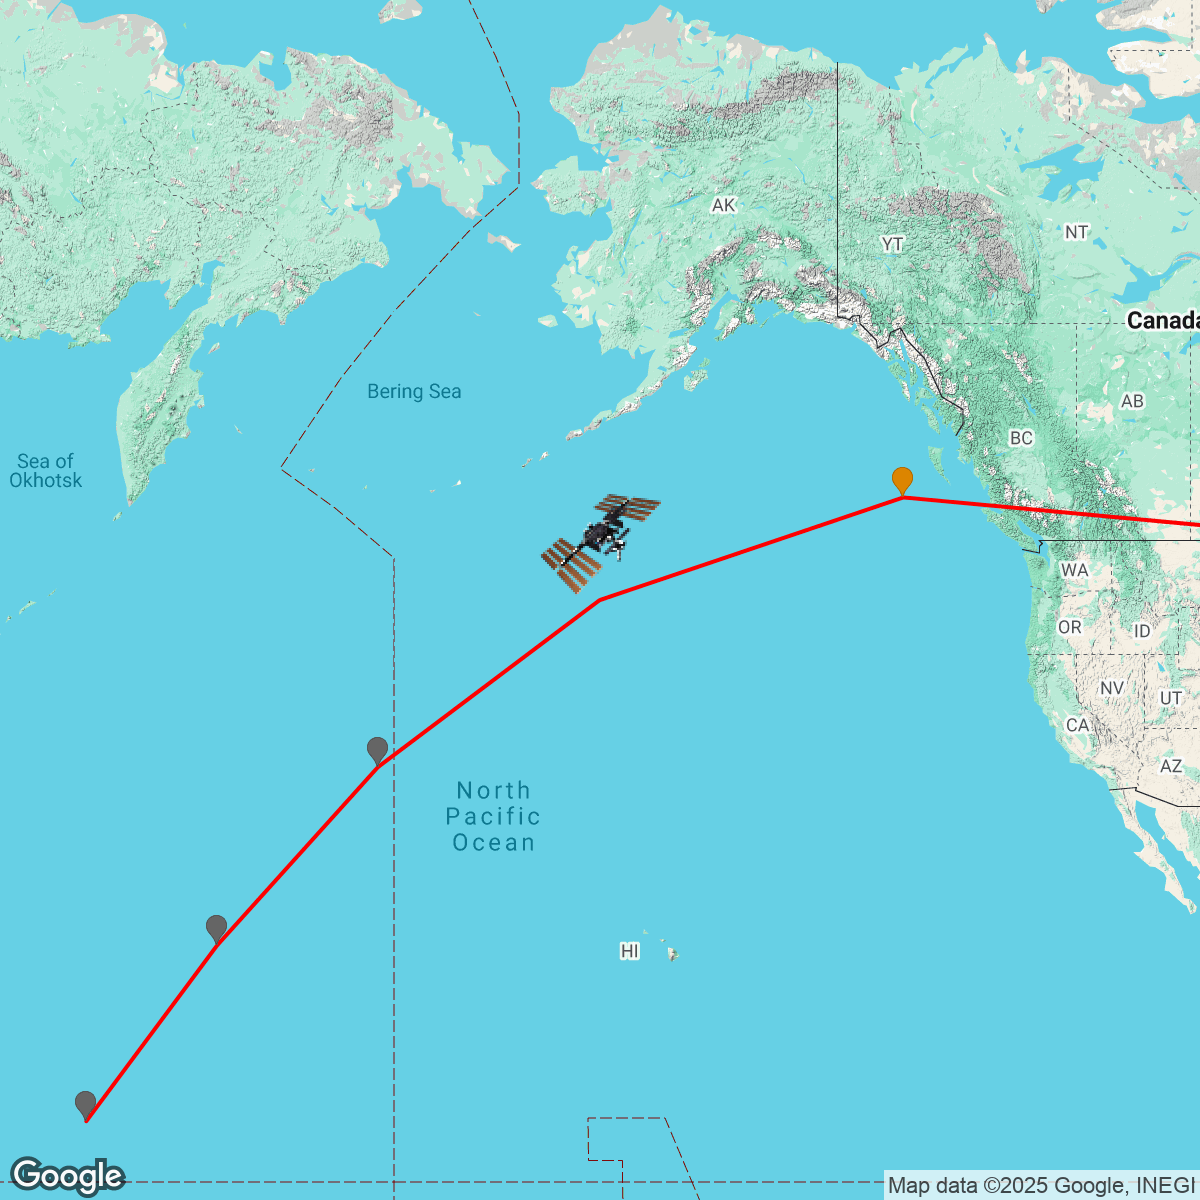 AK
YT
NT
Canada
Bering Sea
AB
BC
Sea of
Okhotsk
WA
OR
ID
NV
UT
CA
AZ
North
Pacific
Ocean
HI
Google
Map data ©2025 Google, INEGI